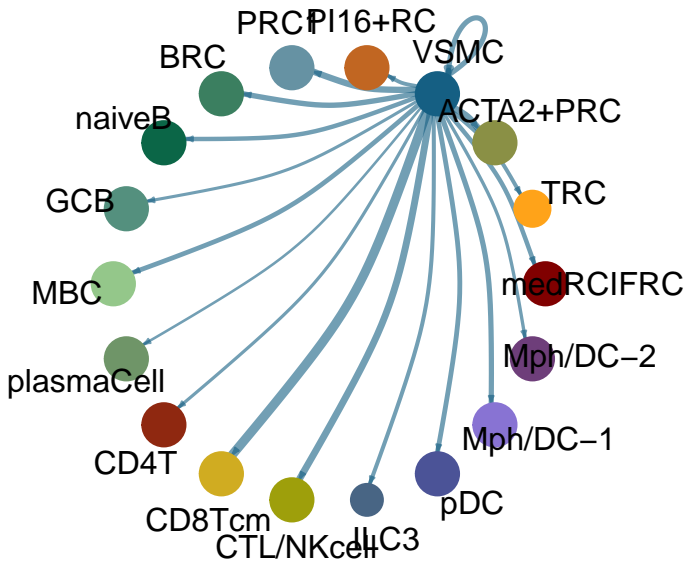 PRC1
PI16+RC
VSMC
BRC
ACTA2+PRC
naiveB
TRC
GCB
medRCIFRC
MBC
Mph/DC−2
plasmaCell
Mph/DC−1
CD4T
pDC
CD8Tcm
ILC3
CTL/NKcell